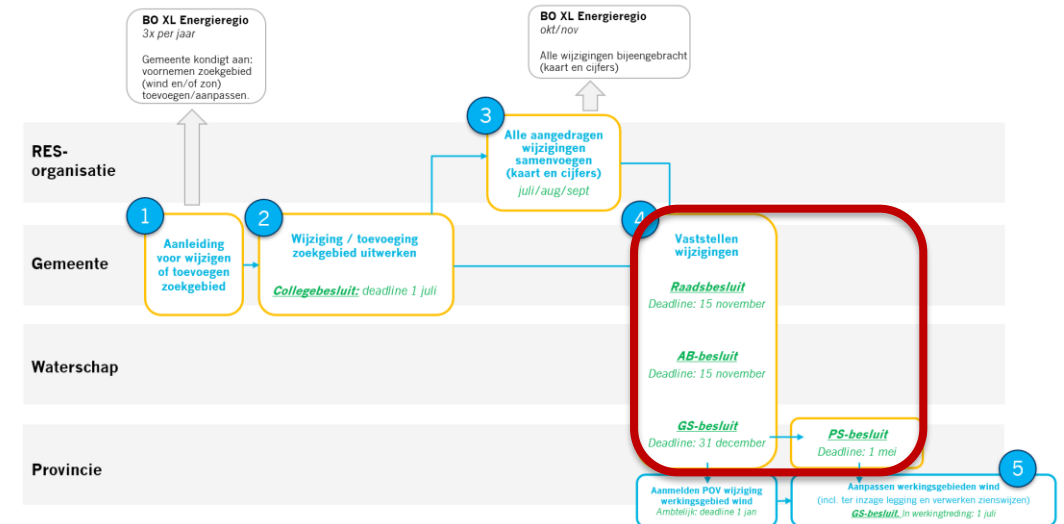 BO XL Energieregio
3x per jaar
Gemeente kondigt aan:
voornemen zoekgebied
(wind en/of zon)
toevoegen/aanpassen.
BO XL Energieregio
okt/nov
Alle wijzigingen bijeengebracht
(kaart en cijfers)
RES-
organisatie
3
Alle aangedragen
wijzigingen
samenvoegen
(kaart en cijfers)
juli/aug/sept
Gemeente
1
Aanleiding
voor wijzigen
of toevoegen
zoekgebied
2
Wijziging / toevoeging
zoekgebied uitwerken
Collegebesluit: deadline 1 juli
4
Vaststellen
wijzigingen
Raadsbesluit
Deadline: 15 november
Waterschap
AB-besluit
Deadline: 15 november
Provincie
GS-besluit
Deadline: 31 december
PS-besluit
Deadline: 1 mei
Aanmelden POV wijziging
werkingsgebied wind
Ambtelijk: deadline 1 jan
5
Aanpassen werkingsgebieden wind
(incl. ter inzage legging en verwerken zienswijzen)
GS-besluit. In werkingtreding: 1 juli